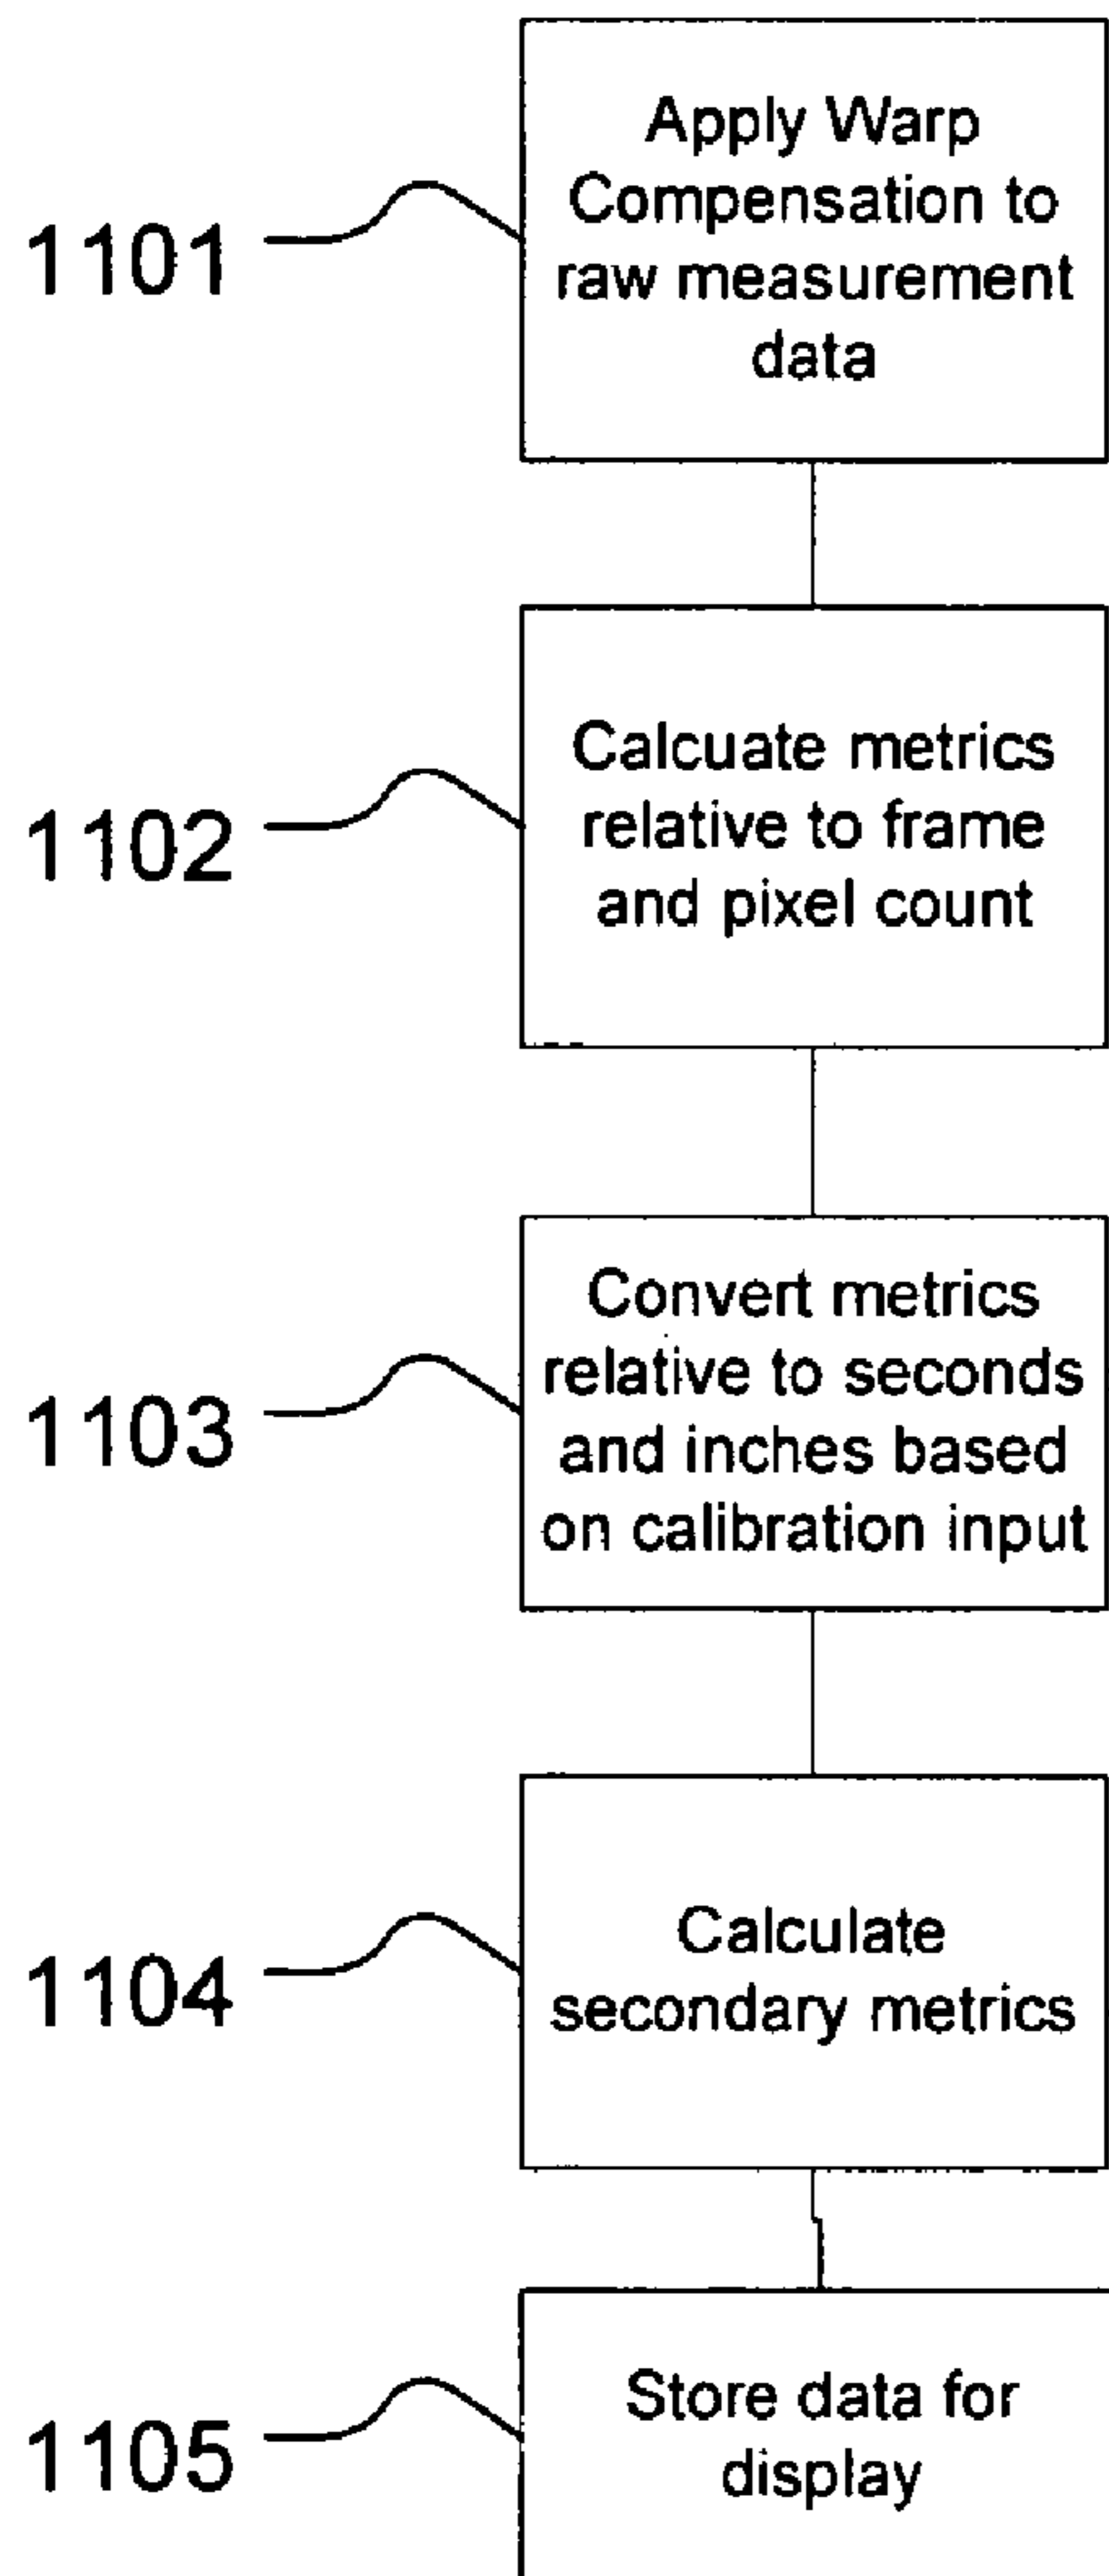 1101
Apply Warp
Compensation to
raw measurement
data
1102
Calcuate metrics
relative to frame
and pixel count
1103
Convert metrics
relative to seconds
and inches based
on calibration input
1104
Calculate
secondary metrics
1105
Store data for
display